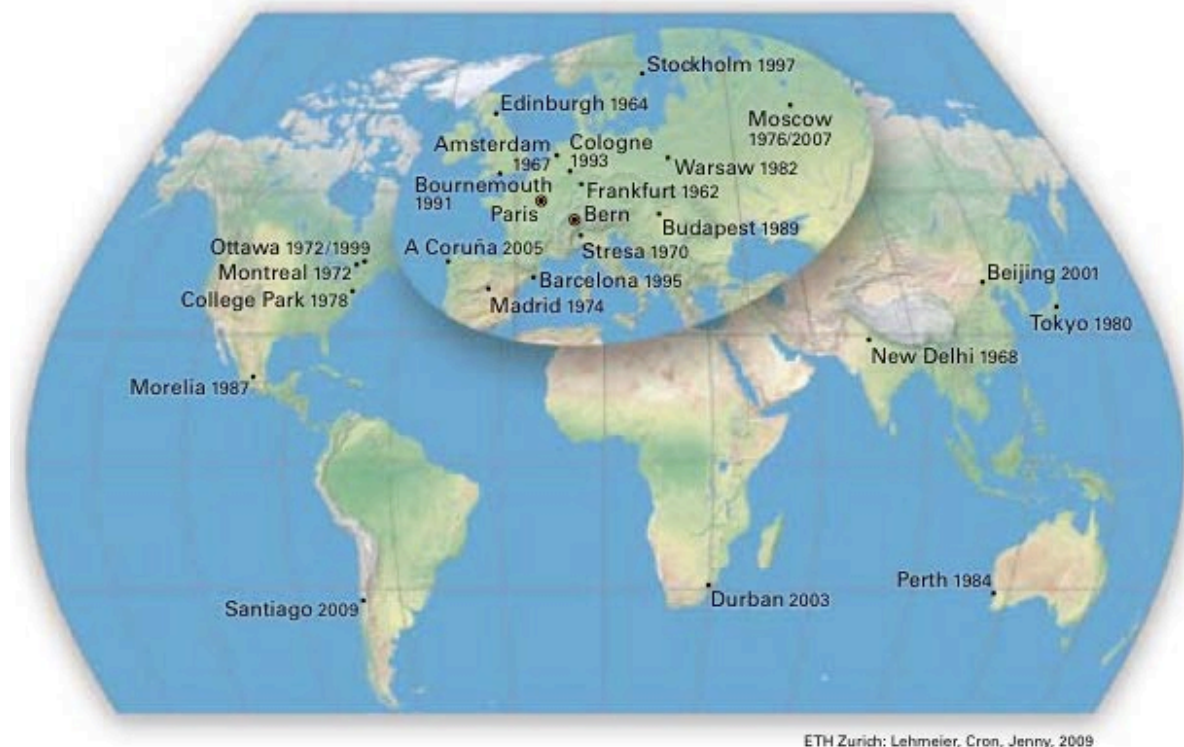 Stockholm 1997
Edinburgh 1964
Moscow
1976/2007
Amsterdam
1967
Cologne
1993
Warsaw 1982
Bournemouth
1991
Frankfurt 1962
Paris
Bern
Budapest 1989
A Coruña 2005
Stresa 1970
Barcelona 1995
Madrid 1974
Ottawa 1972/1999
Montreal 1972
College Park 1978
Morelia 1987
Beijing 2001
Tokyo 1980
New Delhi 1968
Santiago 2009
Durban 2003
Perth 1984
ETH Zurich: Lehmeier, Cron, Jenny, 2009